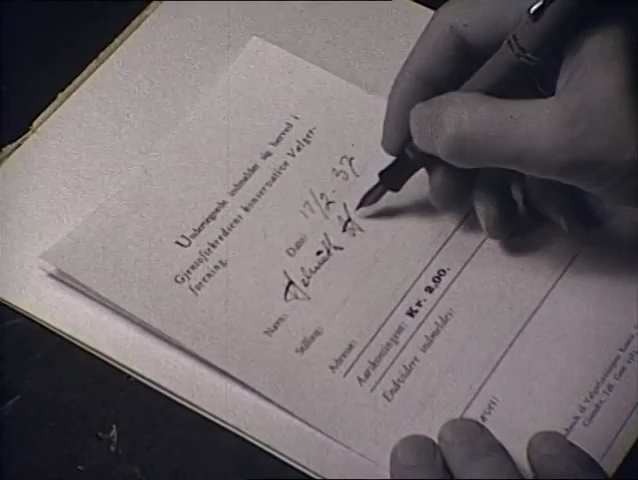 Undertegnede indmelder sig herved i
Gjentoftekredsens konservative Vælger-
forening.
Dato: 17/2-37
Navn:
Stilling:
Adresse:
Aarskontingent: Kr. 2,00.
Endvidere indmeldes: